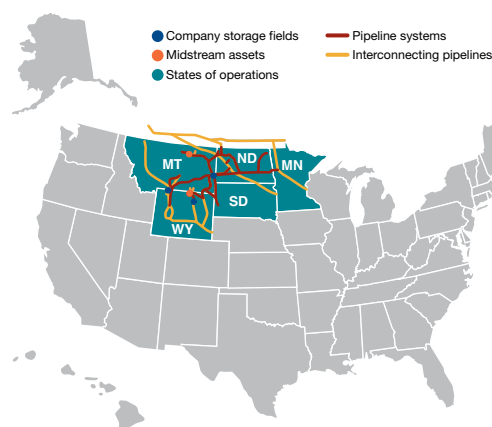 Company storage fields
Pipeline systems
Midstream assets
Interconnecting pipelines
States of operations
MT
ND
MN
SD
WY